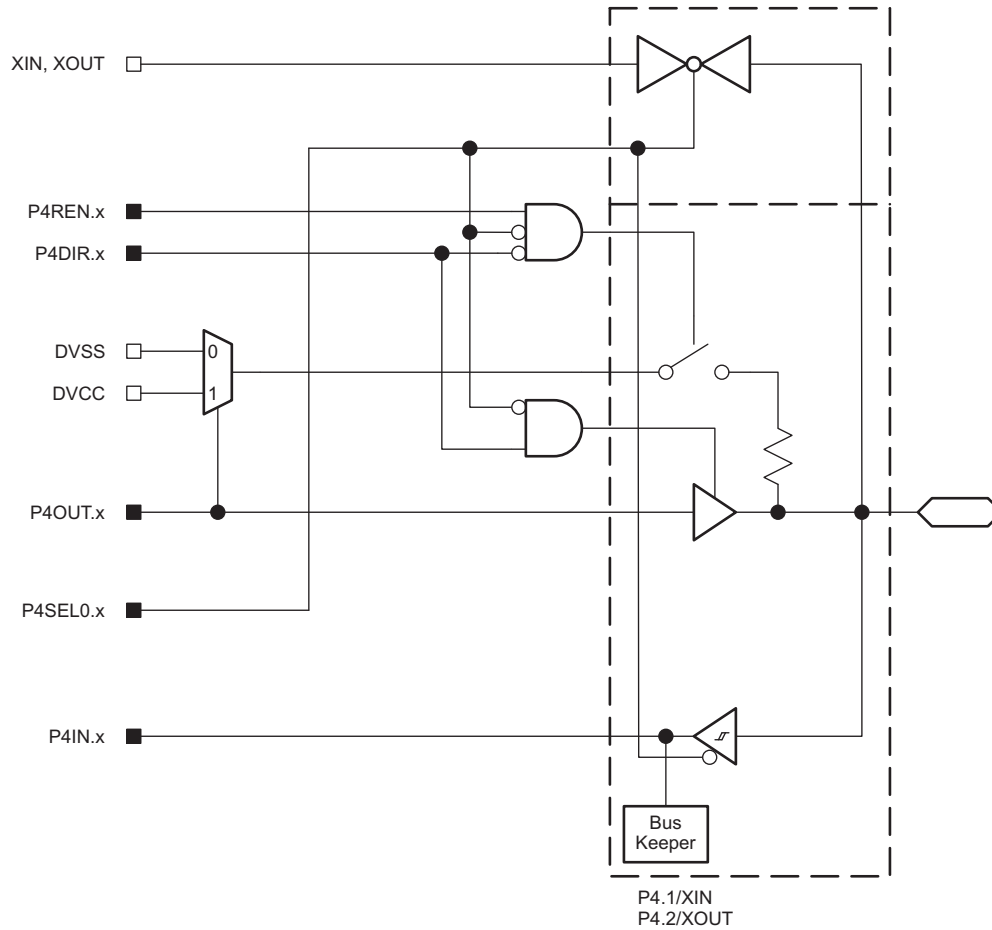 XIN, XOUT
P4REN.x
P4DIR.x
DVSS
0
DVCC
1
P4OUT.x
P4SEL0.x
P4IN.x
Bus
Keeper
P4.1/XIN
P4.2/XOUT